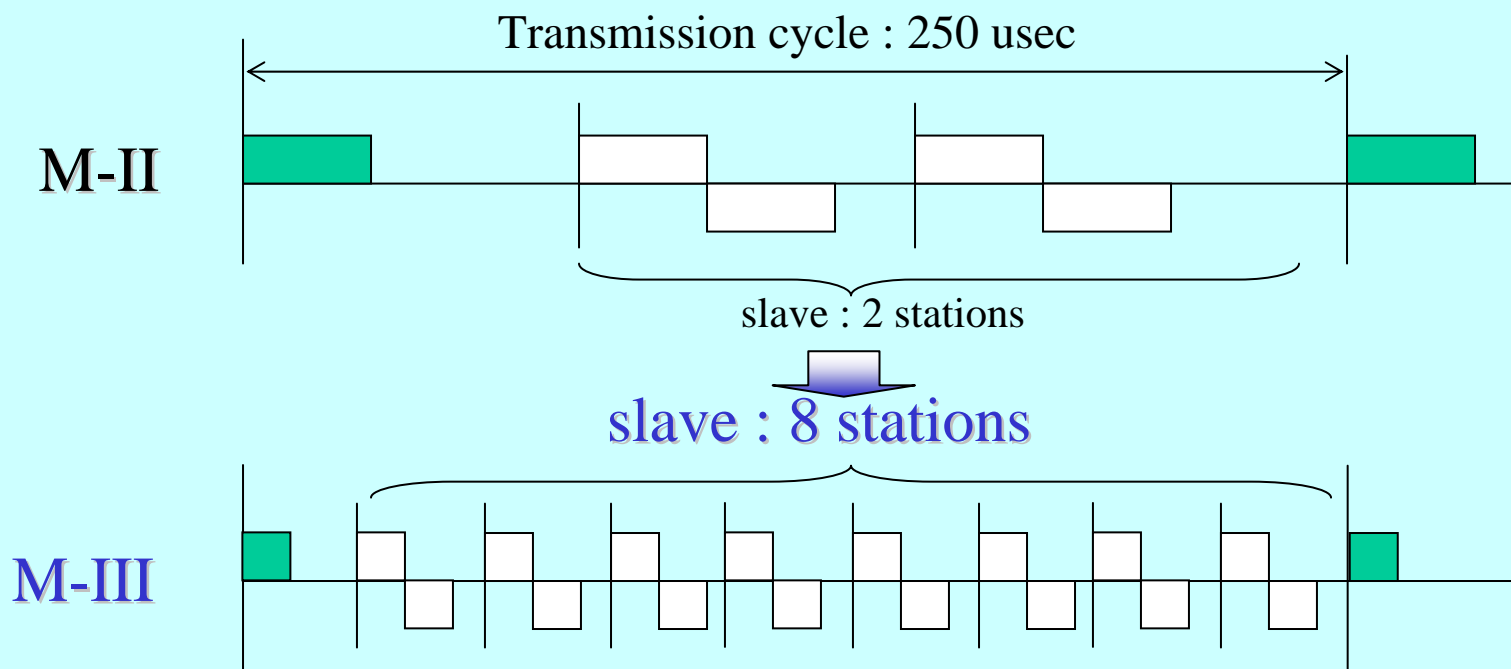 Transmission cycle : 250 usec
M-II
slave : 2 stations
slave : 8 stations
M-III